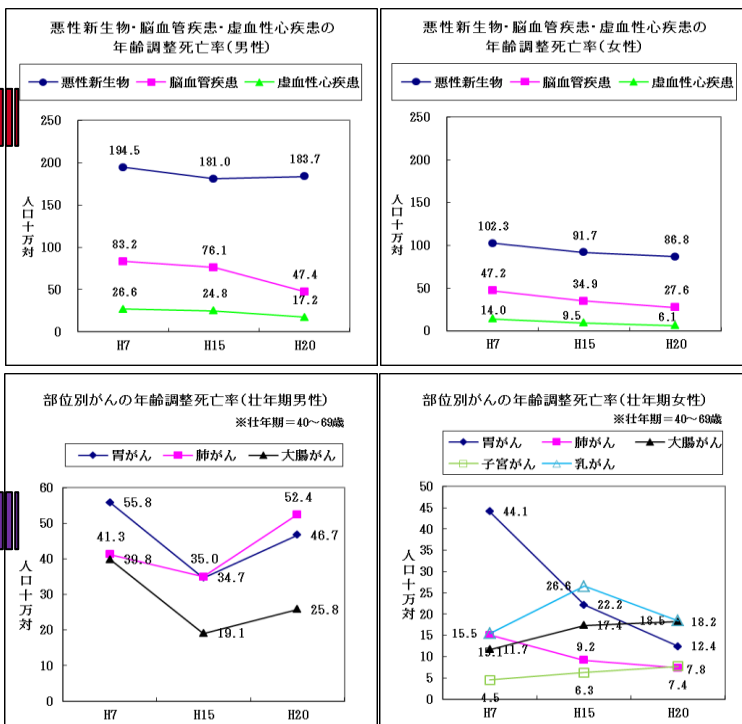 悪性新生物・脳血管疾患・虚血性心疾患の
年齢調整死亡率(男性)
悪性新生物 脳血管疾患 虚血性心疾患
250
200
150
100
50
0
人口十万対
194.5 181.0 183.7
83.2 76.1 47.4
26.6 24.8 17.2
H7 H15 H20
悪性新生物・脳血管疾患・虚血性心疾患の
年齢調整死亡率(女性)
悪性新生物 脳血管疾患 虚血性心疾患
250
200
150
100
50
0
人口十万対
102.3 91.7 86.8
47.2 34.9 27.6
14.0 9.5 6.1
H7 H15 H20
部位別がんの年齢調整死亡率(壮年期男性)
※壮年期=40~69歳
胃がん 肺がん 大腸がん
60
50
40
30
20
10
0
人口十万対
55.8 34.7 46.7
41.3 35.0 52.4
39.8 19.1 25.8
H7 H15 H20
部位別がんの年齢調整死亡率(壮年期女性)
※壮年期=40~69歳
胃がん 肺がん 大腸がん
子宮がん 乳がん
50
45
40
35
30
25
20
15
10
5
0
人口十万対
44.1 22.2 12.4
15.1 9.2 7.4
11.7 17.4 18.2
4.5 6.3 7.8
15.5 26.6 18.5
H7 H15 H20